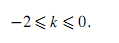 −2 ⩽ k ⩽ 0.